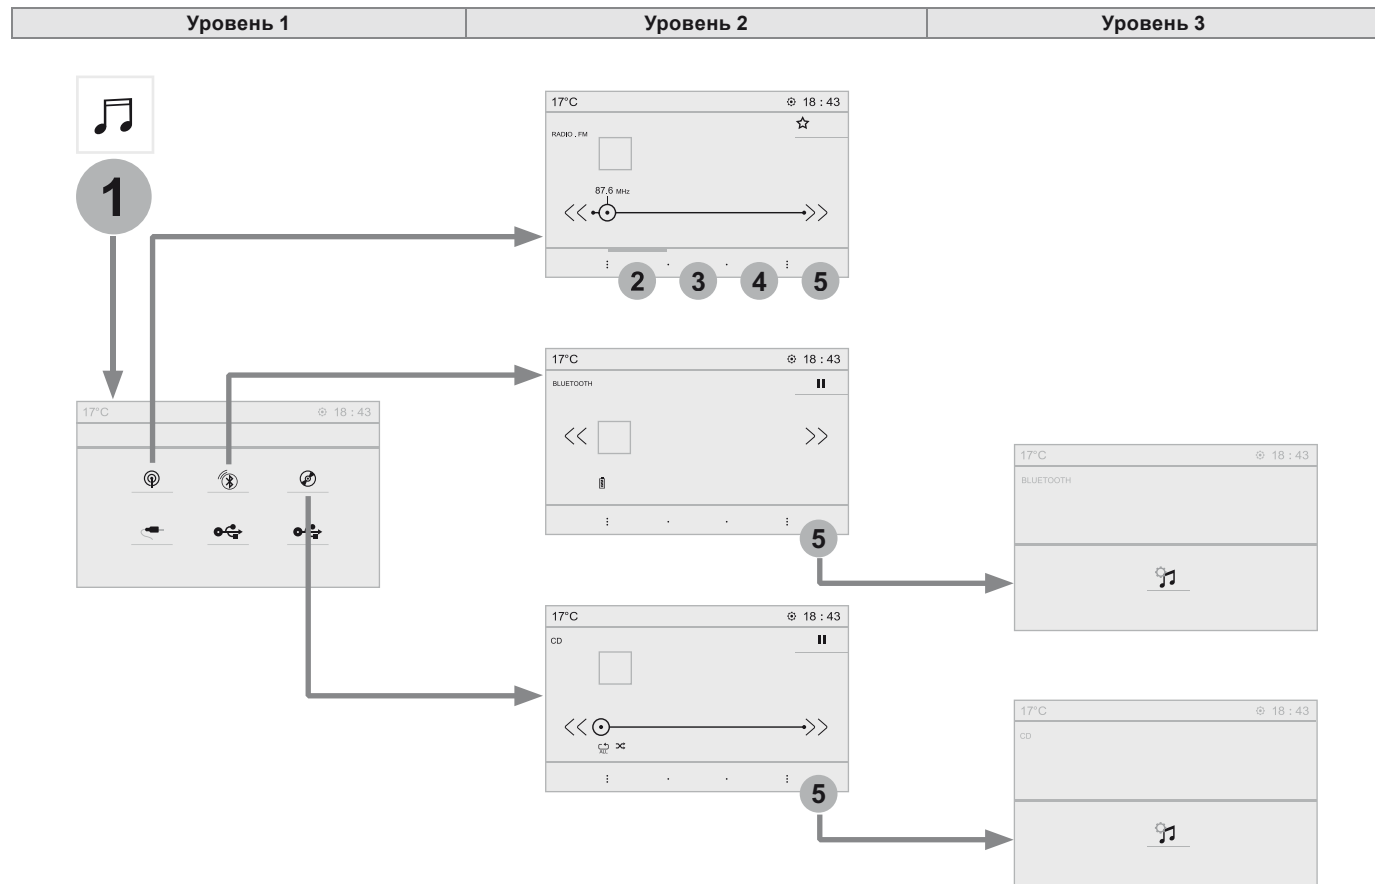 Уровень 1
Уровень 2
Уровень 3
1
17°C 18 : 43
17°C 18 : 43
RADIO . FM
87.6 MHz
2 3 4 5
17°C 18 : 43
BLUETOOTH
5
17°C 18 : 43
CD
ALL
5
17°C 18 : 43
BLUETOOTH
17°C 18 : 43
CD